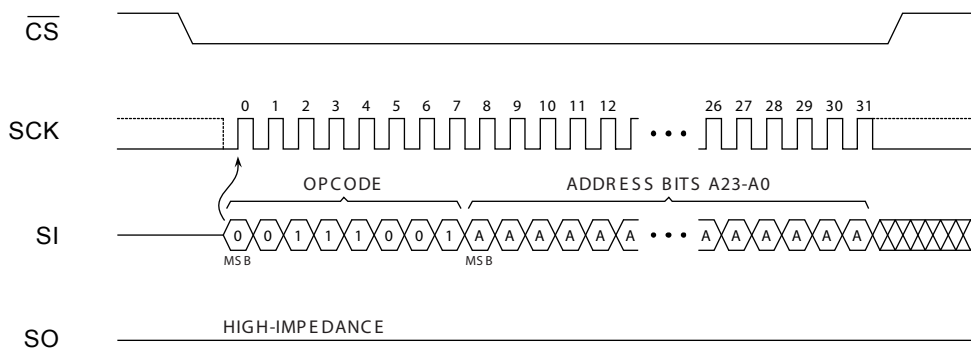 CS
SCK
0 1 2 3 4 5 6 7 8 9 10 11 12 26 27 28 29 30 31
OPCODE ADDRESS BITS A23-A0
SI
0 0 1 1 1 0 0 1 A A A A A A A A A A A A
MSB MSB
HIGH-IMPEDANCE
SO